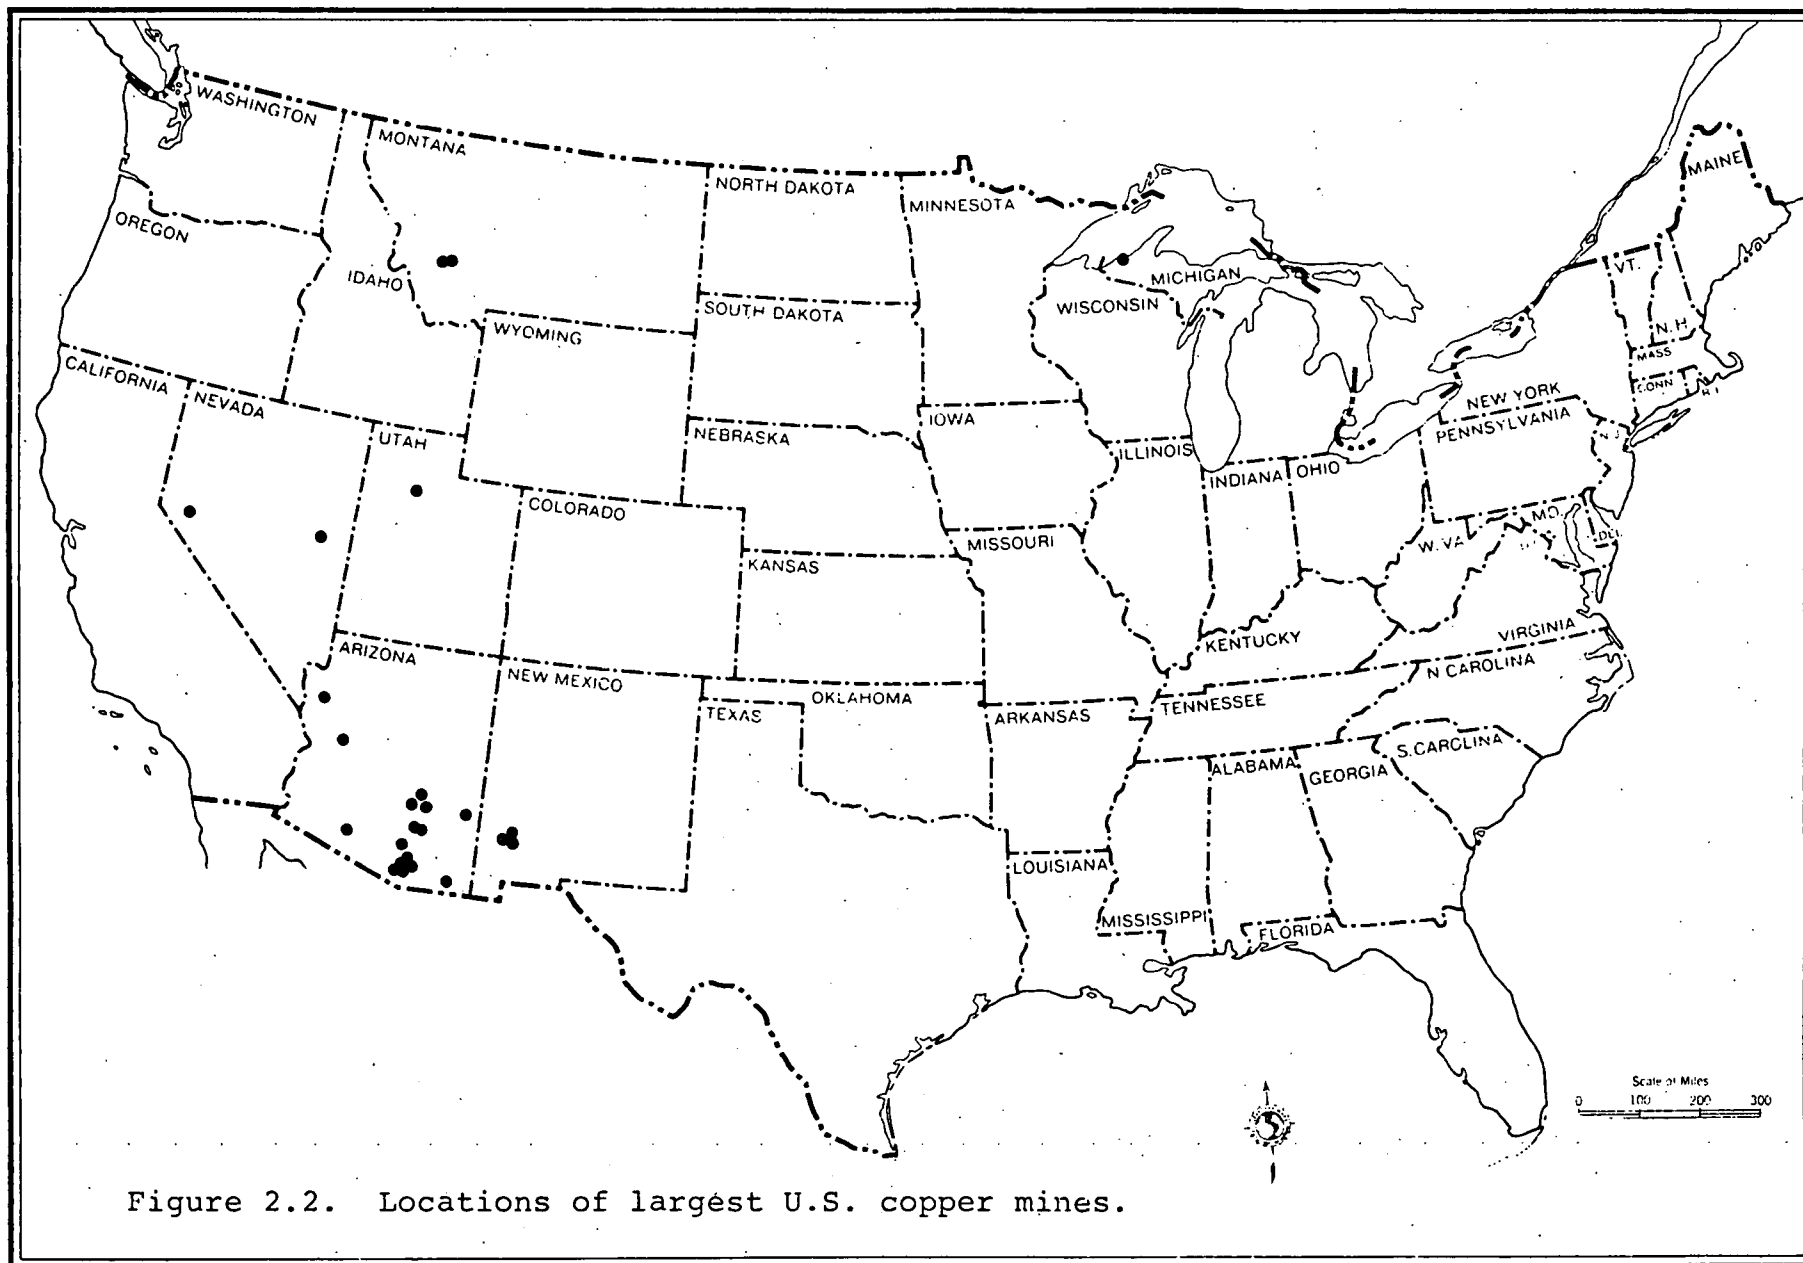 WASHINGTON
MONTANA
NORTH DAKOTA
MINNESOTA
MAINE
OREGON
IDAHO
MICHIGAN
VT.
WISCONSIN
SOUTH DAKOTA
WYOMING
N.H
MASS
CALIFORNIA
NEVADA
CONN
R.I
NEW YORK
IOWA
PENNSYLVANIA
N.J.
UTAH
NEBRASKA
ILLINOIS
INDIANA
OHIO
COLORADO
MD.
DEL.
MISSOURI
W. VA
KANSAS
VIRGINIA
KENTUCKY
ARIZONA
N CAROLINA
NEW MEXICO
OKLAHOMA
TENNESSEE
TEXAS
ARKANSAS
S.CAROLINA
ALABAMA
GEORGIA
LOUISIANA
MISSISSIPPI
FLORIDA
Scale of Miles
0 100 200 300
Figure 2.2. Locations of largest U.S. copper mines.